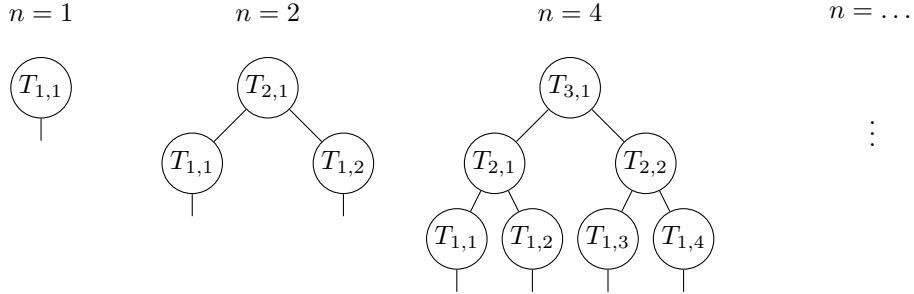 n = 1 n = 2 n = 4 n = …
T_{1,1} T_{2,1} T_{3,1}
⋮
T_{1,1} T_{1,2} T_{2,1} T_{2,2}
T_{1,1} T_{1,2} T_{1,3} T_{1,4}